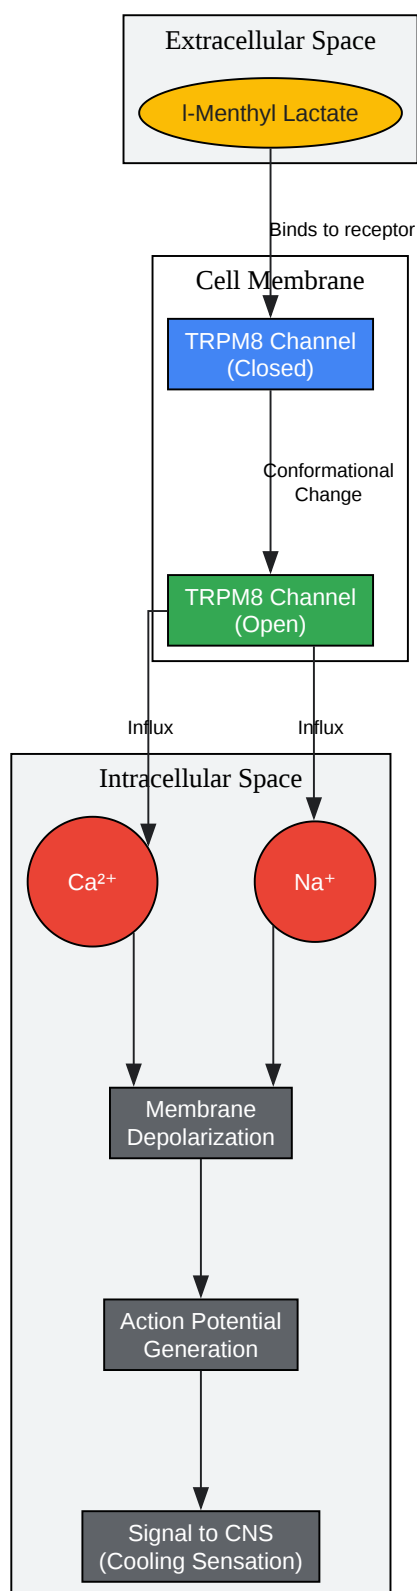 Extracellular Space
l-Menthyl Lactate
Binds to receptor
Cell Membrane
TRPM8 Channel
(Closed)
Conformational
Change
TRPM8 Channel
(Open)
Influx
Influx
Intracellular Space
Ca²⁺
Na⁺
Membrane
Depolarization
Action Potential
Generation
Signal to CNS
(Cooling Sensation)